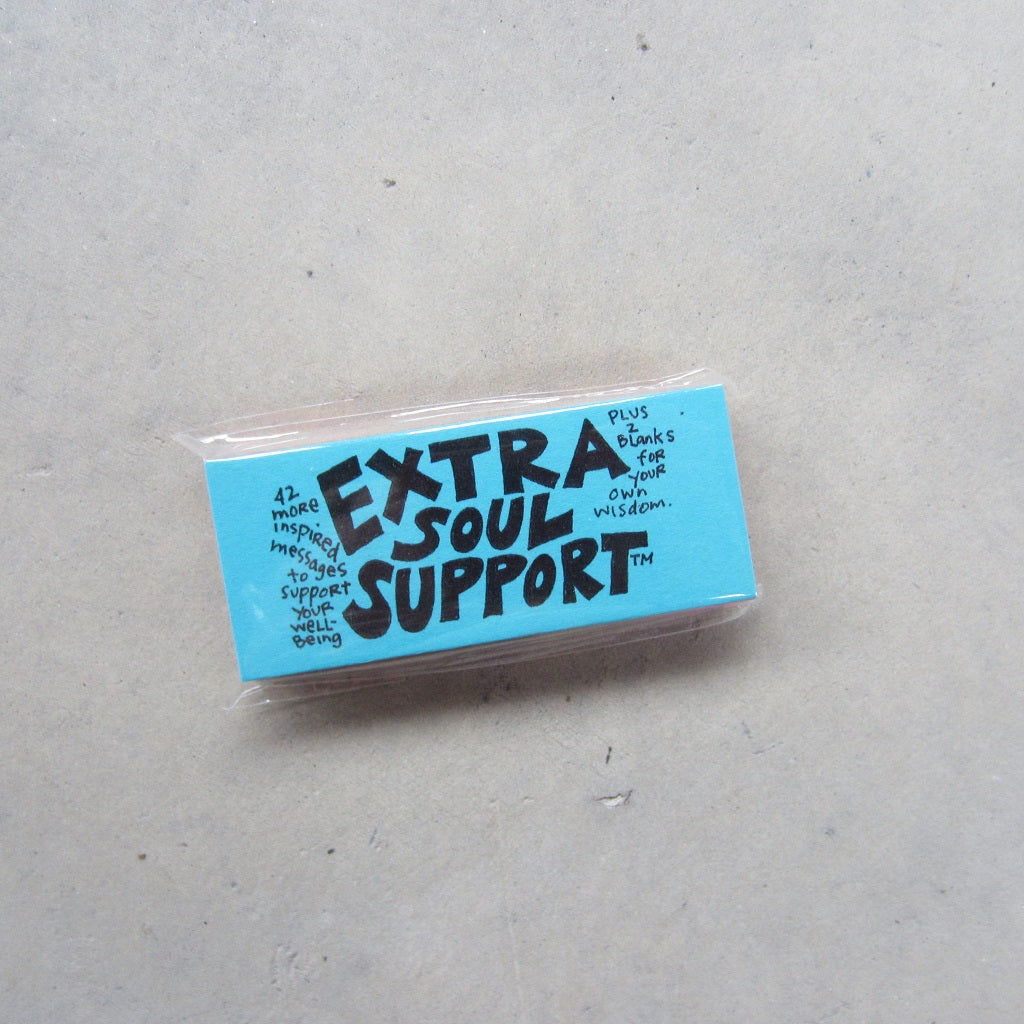 EXTRA
SOUL
SUPPORT™
42
more
inspired
messages
to
support
your
well-
Being
PLUS
2
Blanks
for
your
own
wisdom.